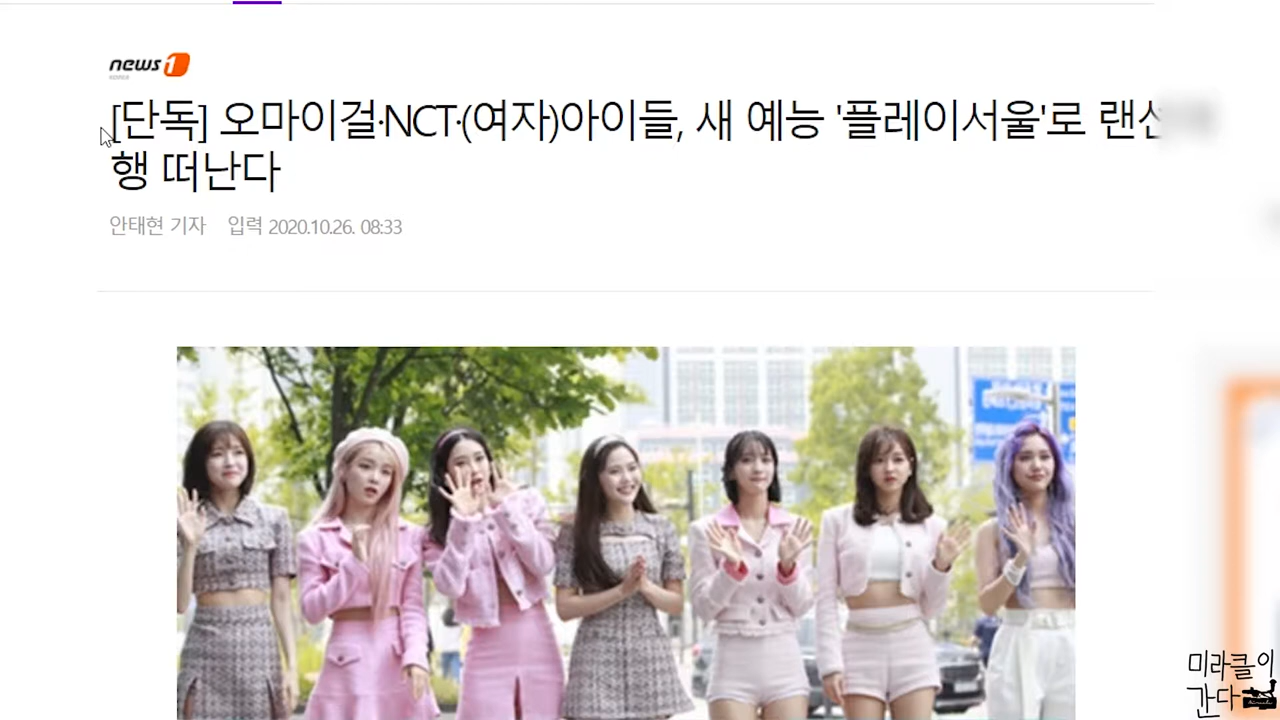 news1
KOREA
[단독] 오마이걸·NCT·(여자)아이들, 새 예능 '플레이서울'로 랜선
행 떠난다
안태현 기자 입력 2020.10.26. 08:33
미라클이
간다